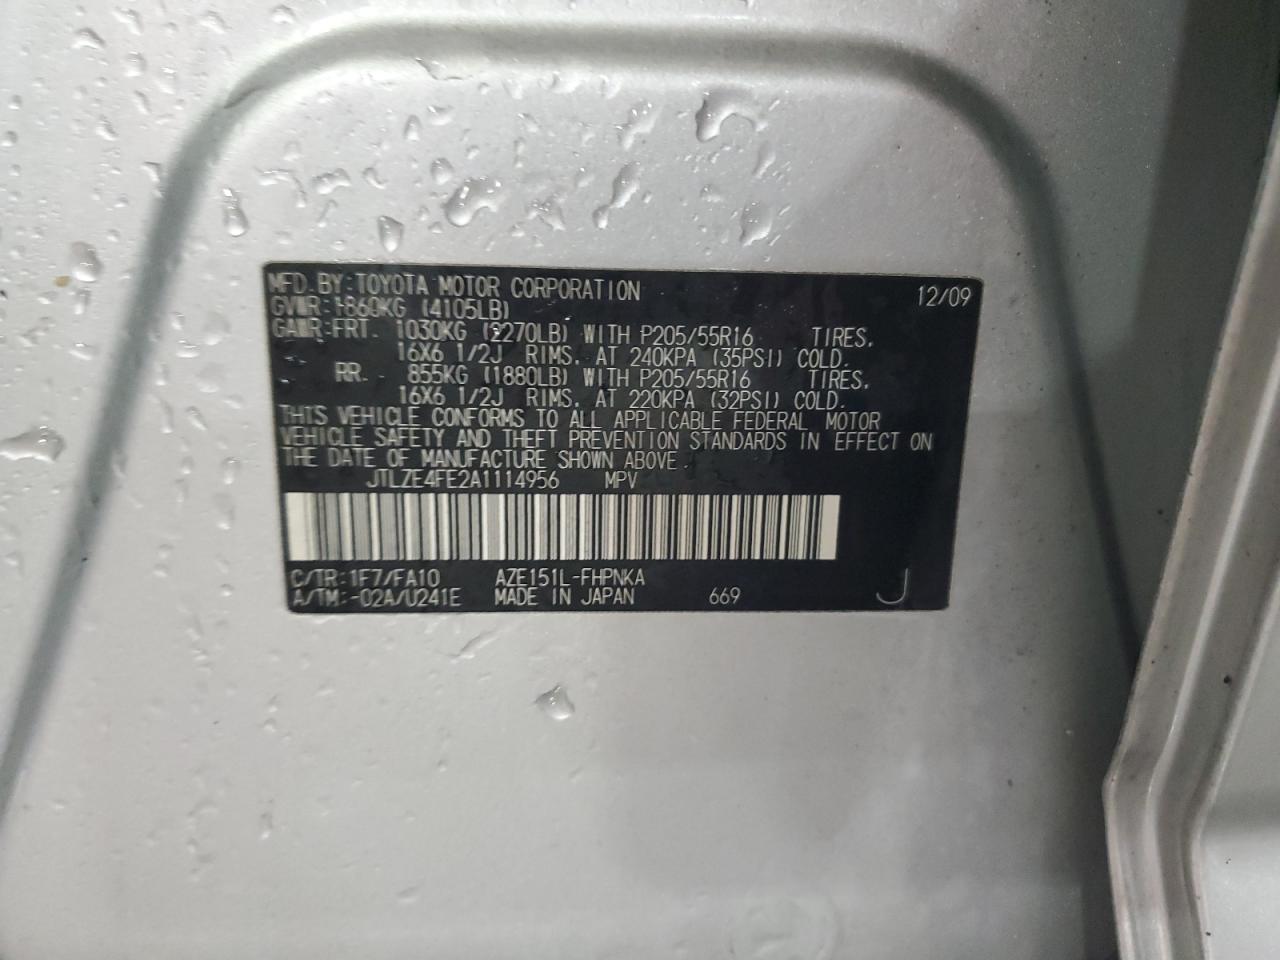 MFD.BY:TOYOTA MOTOR CORPORATION 12/09
GVWR:1860KG (4105LB)
GAWR:FRT. 1030KG (2270LB) WITH P205/55R16 TIRES,
16X6 1/2J RIMS, AT 240KPA (35PSI) COLD.
RR. 855KG (1880LB) WITH P205/55R16 TIRES,
16X6 1/2J RIMS, AT 220KPA (32PSI) COLD.
THIS VEHICLE CONFORMS TO ALL APPLICABLE FEDERAL MOTOR
VEHICLE SAFETY AND THEFT PREVENTION STANDARDS IN EFFECT ON
THE DATE OF MANUFACTURE SHOWN ABOVE.
JTLZE4FE2A1114956 MPV
C/TR:1F7/FA10 AZE151L-FHPNKA
A/TM:-02A/U241E MADE IN JAPAN 669 J